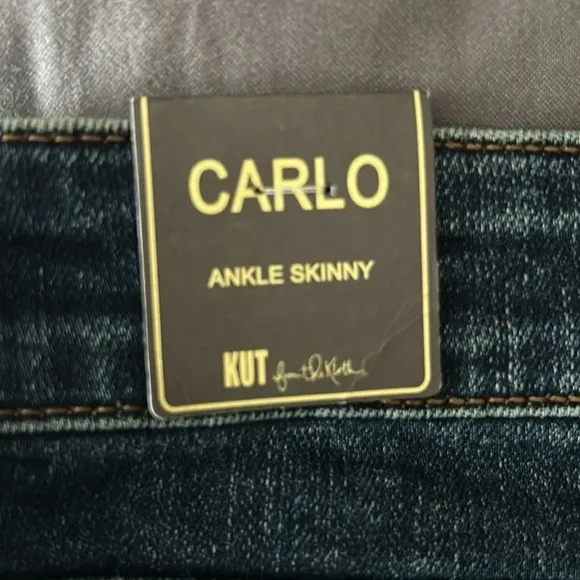 CARLO
ANKLE SKINNY
KUT from the Kloth